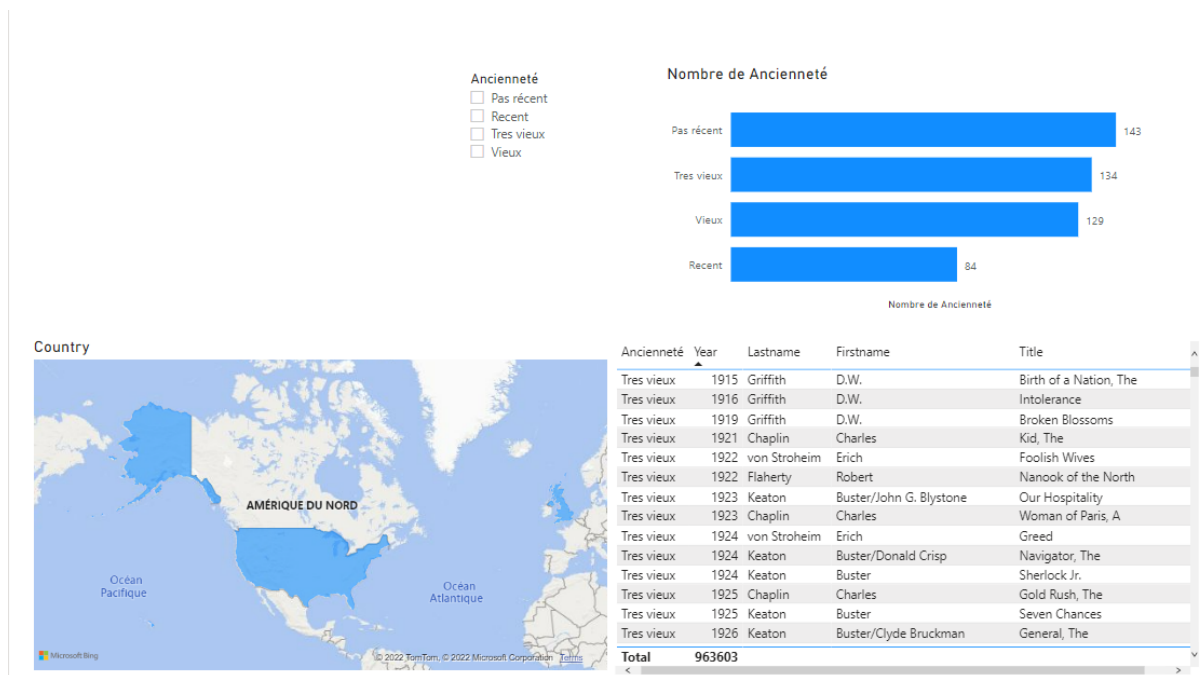 Ancienneté
Pas récent
Recent
Tres vieux
Vieux
Nombre de Ancienneté
Pas récent 143
Tres vieux 134
Vieux 129
Recent 84
Nombre de Ancienneté
Country
AMÉRIQUE DU NORD
Océan
Pacifique
Océan
Atlantique
Microsoft Bing
© 2022 TomTom, © 2022 Microsoft Corporation Terms
Ancienneté Year Lastname Firstname Title
Tres vieux 1915 Griffith D.W. Birth of a Nation, The
Tres vieux 1916 Griffith D.W. Intolerance
Tres vieux 1919 Griffith D.W. Broken Blossoms
Tres vieux 1921 Chaplin Charles Kid, The
Tres vieux 1922 von Stroheim Erich Foolish Wives
Tres vieux 1922 Flaherty Robert Nanook of the North
Tres vieux 1923 Keaton Buster/John G. Blystone Our Hospitality
Tres vieux 1923 Chaplin Charles Woman of Paris, A
Tres vieux 1924 von Stroheim Erich Greed
Tres vieux 1924 Keaton Buster/Donald Crisp Navigator, The
Tres vieux 1924 Keaton Buster Sherlock Jr.
Tres vieux 1925 Chaplin Charles Gold Rush, The
Tres vieux 1925 Keaton Buster Seven Chances
Tres vieux 1926 Keaton Buster/Clyde Bruckman General, The
Total 963603